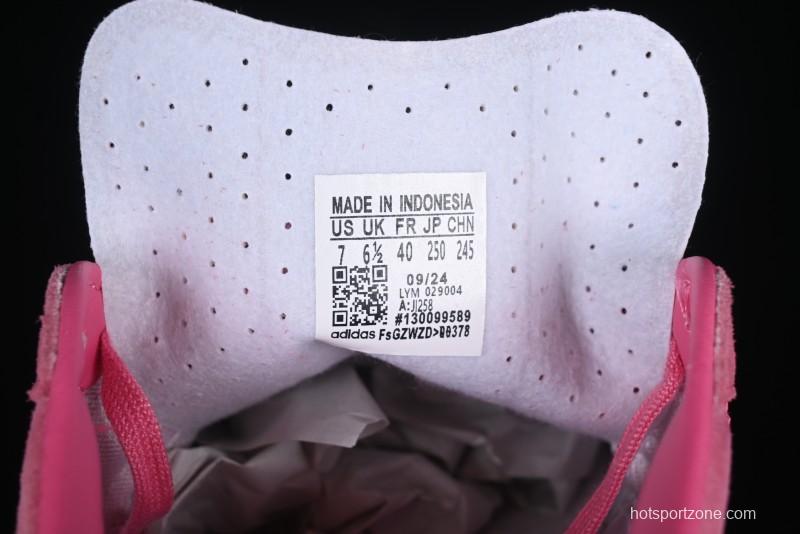 MADE IN INDONESIA
US UK FR JP CHN
7 6½ 40 250 245
09/24
LYM 029004
A:JI258
#130099589
adidas FsGZWZD>Q0378
hotsportzone.com